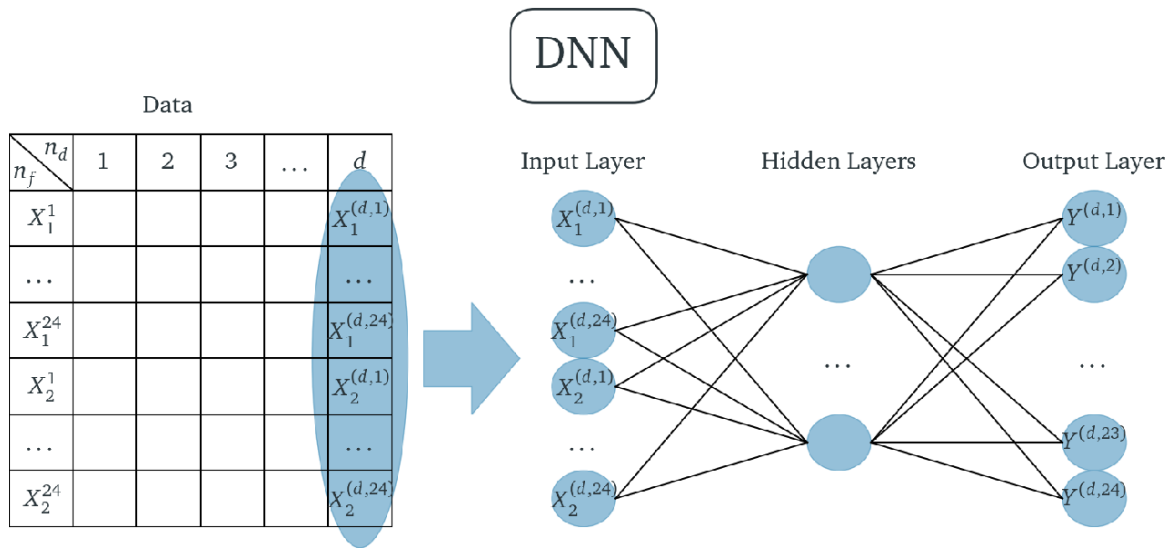 DNN
Data
n_d
n_f
1 2 3 ... d
X_1^1 X_1^{(d,1)}
... ...
X_1^{24} X_1^{(d,24)}
X_2^1 X_2^{(d,1)}
... ...
X_2^{24} X_2^{(d,24)}
Input Layer
X_1^{(d,1)}
...
X_1^{(d,24)}
X_2^{(d,1)}
...
X_2^{(d,24)}
Hidden Layers
...
Output Layer
Y^{(d,1)}
Y^{(d,2)}
...
Y^{(d,23)}
Y^{(d,24)}